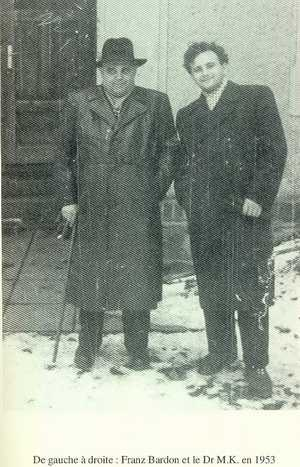 De gauche à droite : Franz Bardon et le Dr M.K. en 1953